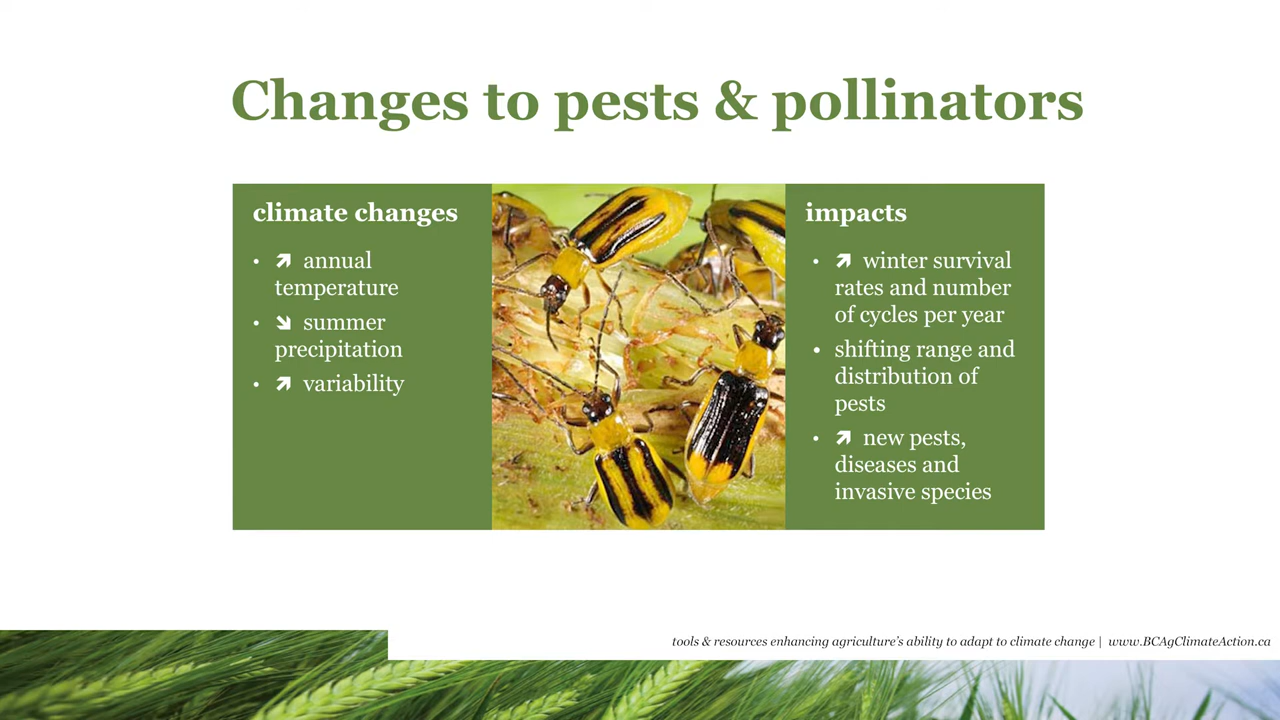 Changes to pests & pollinators
climate changes
• ↗ annual
temperature
• ↘ summer
precipitation
• ↗ variability
impacts
• ↗ winter survival
rates and number
of cycles per year
• shifting range and
distribution of
pests
• ↗ new pests,
diseases and
invasive species
tools & resources enhancing agriculture’s ability to adapt to climate change | www.BCAgClimateAction.ca